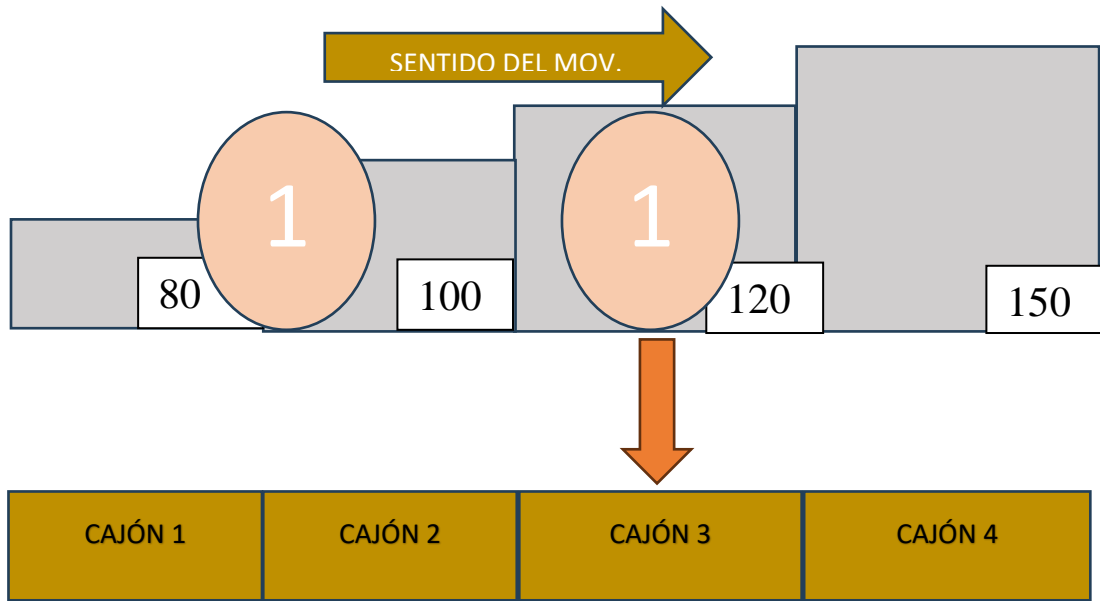 SENTIDO DEL MOV.
1
1
80
100
120
150
CAJÓN 1
CAJÓN 2
CAJÓN 3
CAJÓN 4